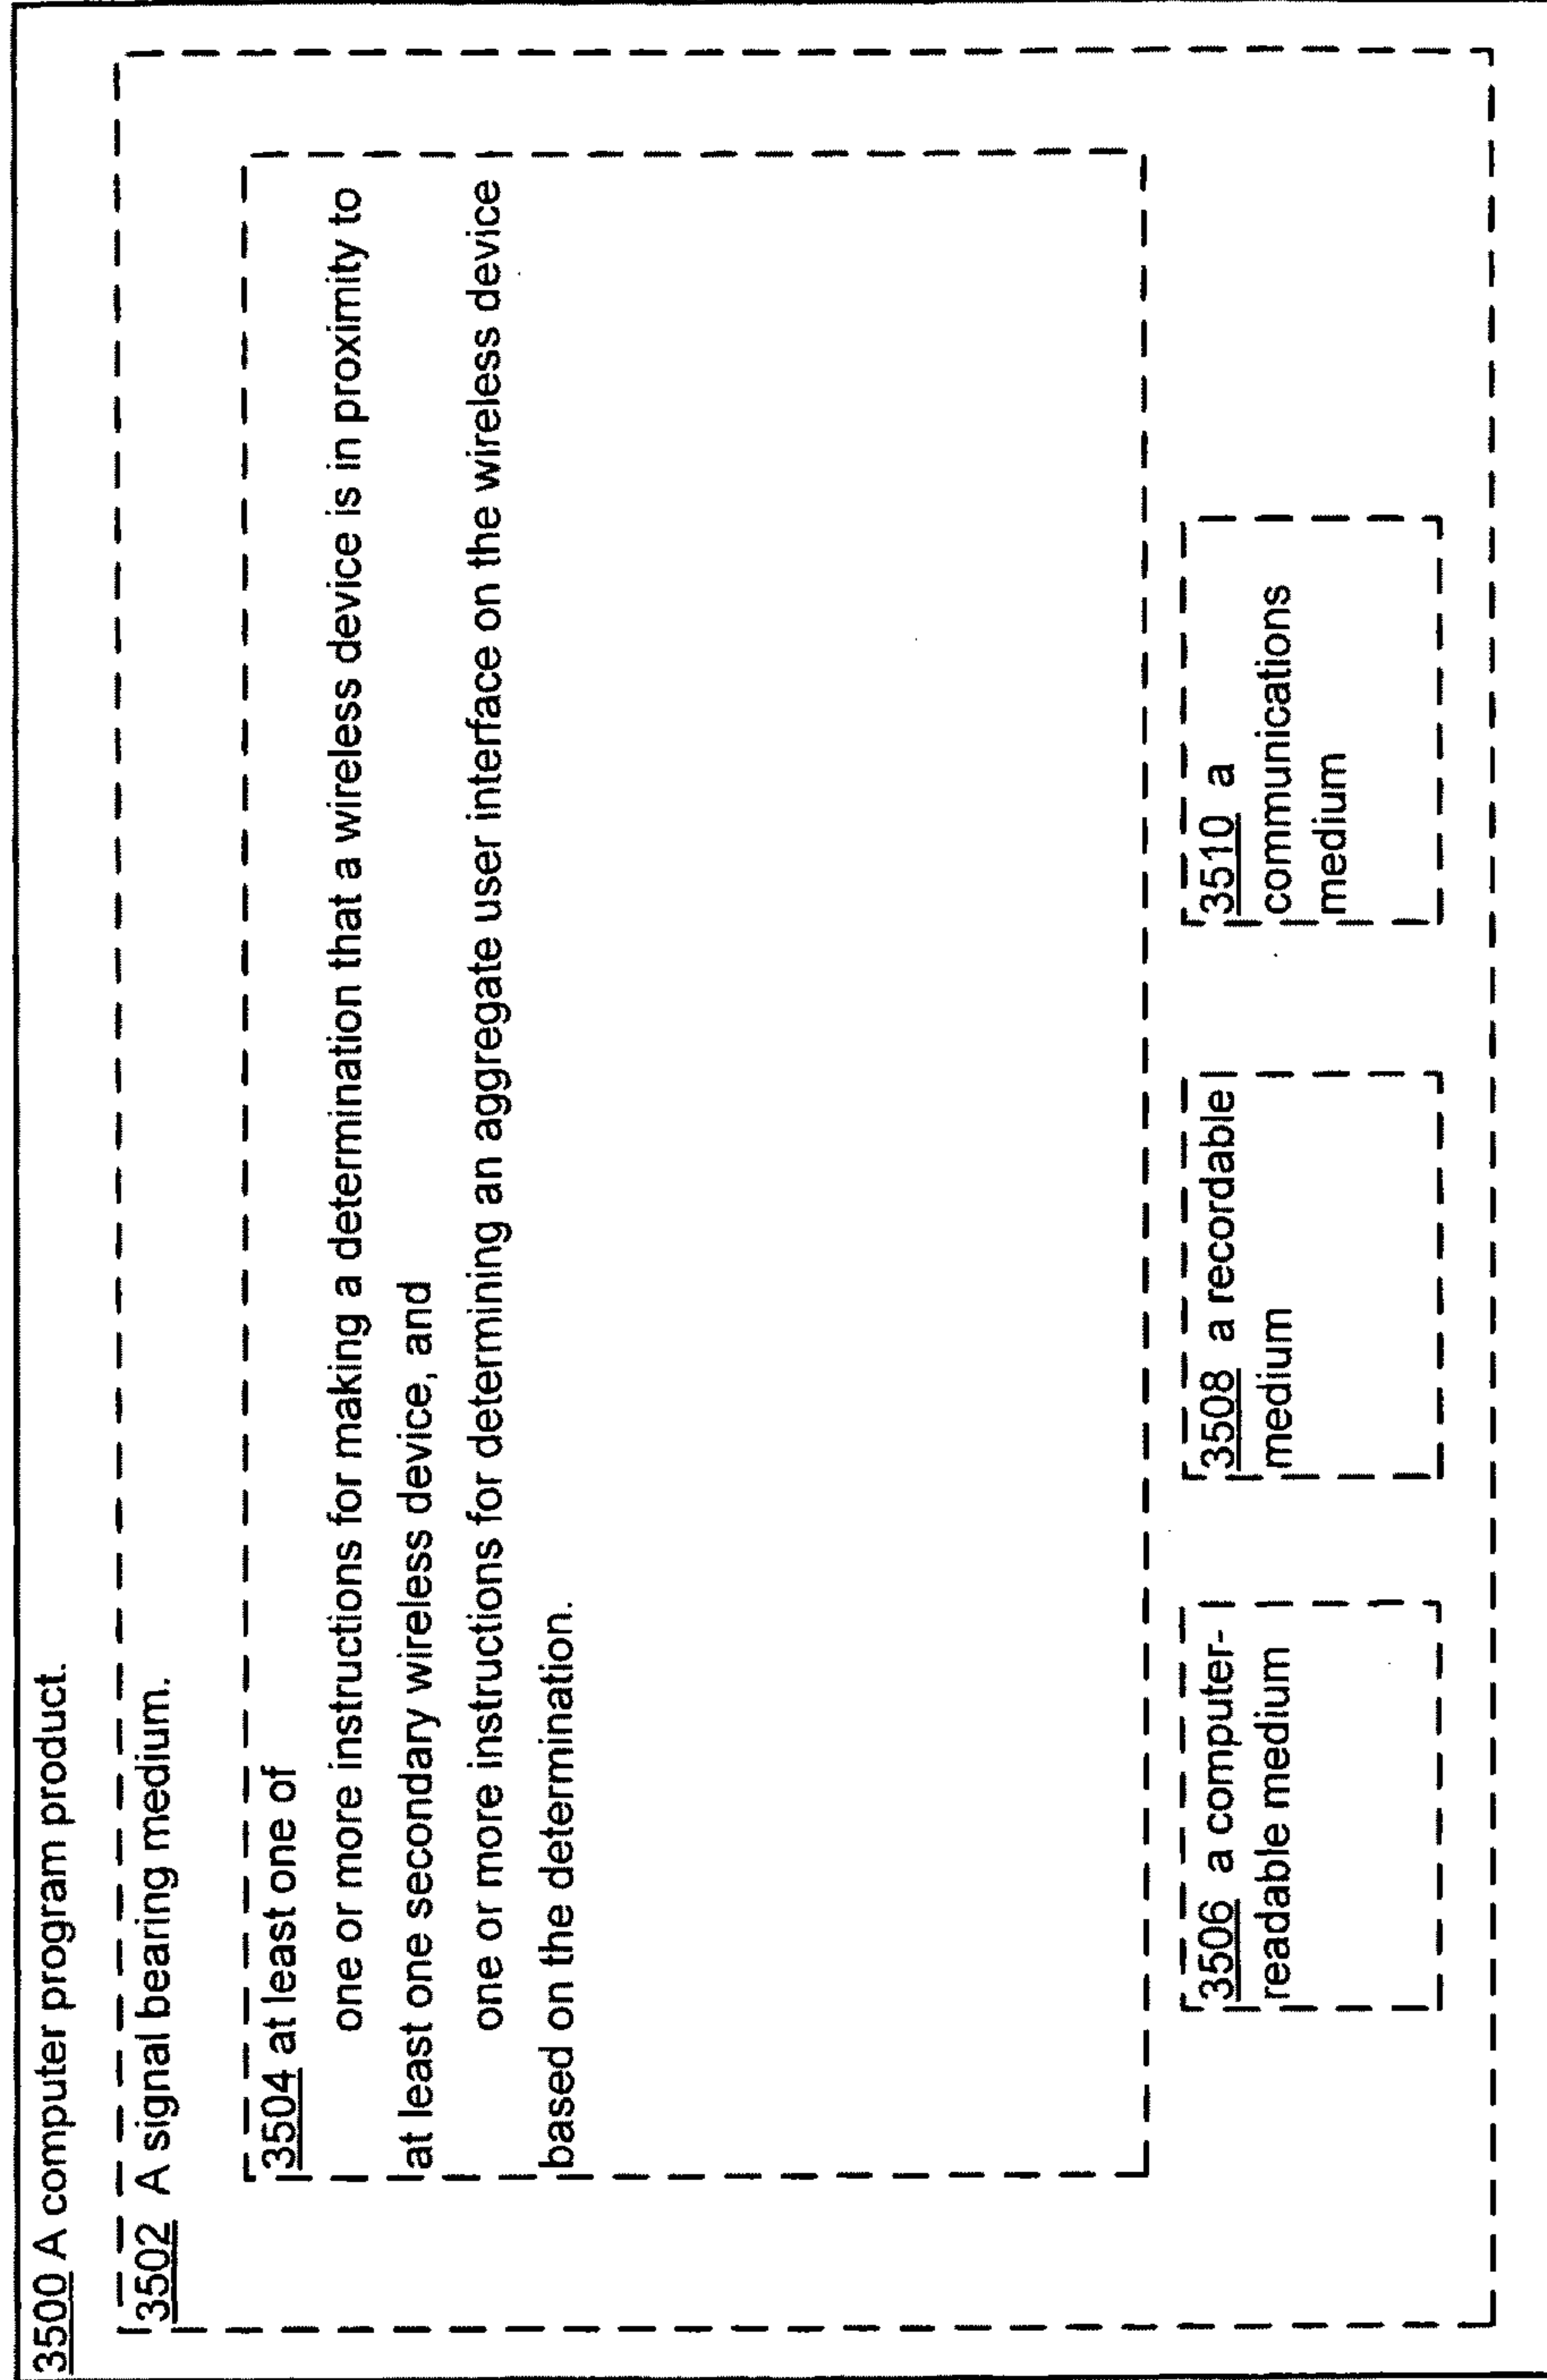 3500 A computer program product.
3502 A signal bearing medium.
3504 at least one of
one or more instructions for making a determination that a wireless device is in proximity to
at least one secondary wireless device, and
one or more instructions for determining an aggregate user interface on the wireless device
based on the determination.
3506 a computer-
readable medium
3508 a recordable
medium
3510 a
communications
medium